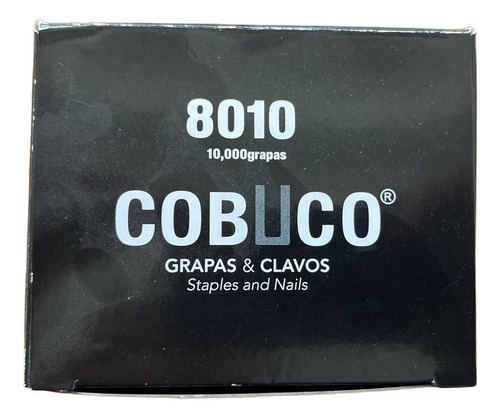 8010
10,000grapas
COBUCO®
GRAPAS & CLAVOS
Staples and Nails